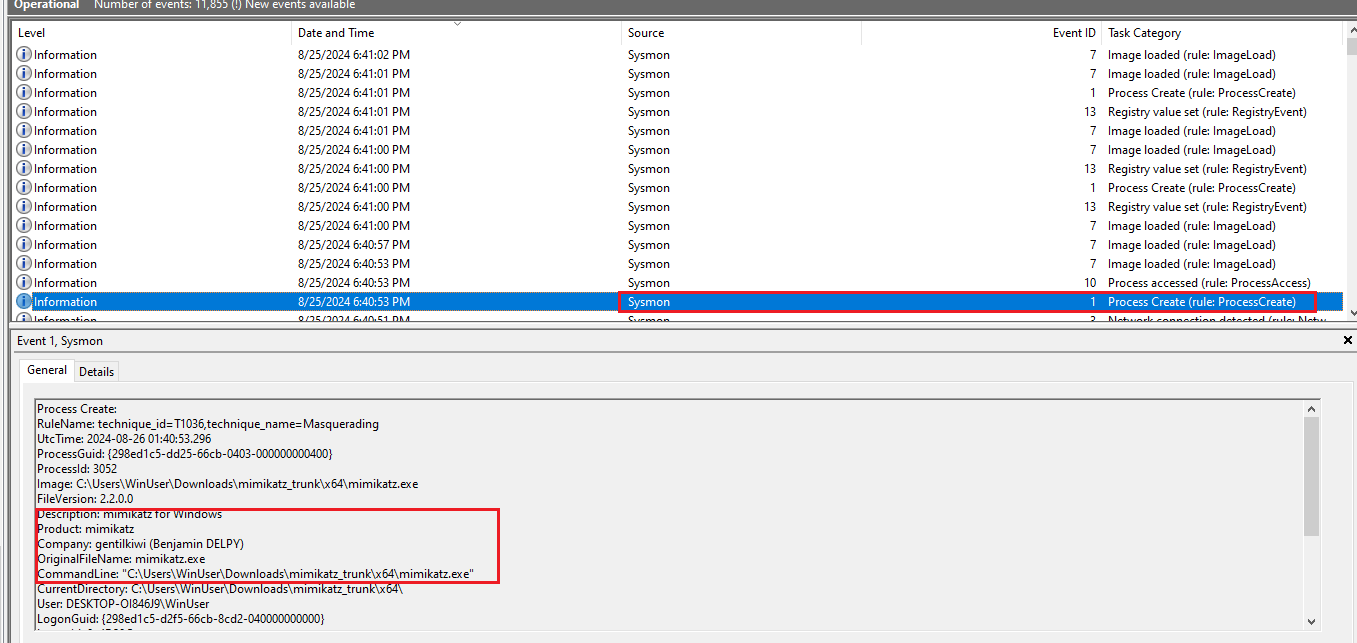 Operational Number of events: 11,855 (!) New events available
Level Date and Time Source Event ID Task Category
Information 8/25/2024 6:41:02 PM Sysmon 7 Image loaded (rule: ImageLoad)
Information 8/25/2024 6:41:01 PM Sysmon 7 Image loaded (rule: ImageLoad)
Information 8/25/2024 6:41:01 PM Sysmon 1 Process Create (rule: ProcessCreate)
Information 8/25/2024 6:41:01 PM Sysmon 13 Registry value set (rule: RegistryEvent)
Information 8/25/2024 6:41:01 PM Sysmon 7 Image loaded (rule: ImageLoad)
Information 8/25/2024 6:41:00 PM Sysmon 7 Image loaded (rule: ImageLoad)
Information 8/25/2024 6:41:00 PM Sysmon 13 Registry value set (rule: RegistryEvent)
Information 8/25/2024 6:41:00 PM Sysmon 1 Process Create (rule: ProcessCreate)
Information 8/25/2024 6:41:00 PM Sysmon 13 Registry value set (rule: RegistryEvent)
Information 8/25/2024 6:41:00 PM Sysmon 7 Image loaded (rule: ImageLoad)
Information 8/25/2024 6:40:57 PM Sysmon 7 Image loaded (rule: ImageLoad)
Information 8/25/2024 6:40:53 PM Sysmon 7 Image loaded (rule: ImageLoad)
Information 8/25/2024 6:40:53 PM Sysmon 10 Process accessed (rule: ProcessAccess)
Information 8/25/2024 6:40:53 PM Sysmon 1 Process Create (rule: ProcessCreate)
Information 8/25/2024 6:40:51 PM Sysmon 3 Network connection detected (rule: Netw...
Event 1, Sysmon
General Details
Process Create:
RuleName: technique_id=T1036,technique_name=Masquerading
UtcTime: 2024-08-26 01:40:53.296
ProcessGuid: {298ed1c5-dd25-66cb-0403-000000000400}
ProcessId: 3052
Image: C:\Users\WinUser\Downloads\mimikatz_trunk\x64\mimikatz.exe
FileVersion: 2.2.0.0
Description: mimikatz for Windows
Product: mimikatz
Company: gentilkiwi (Benjamin DELPY)
OriginalFileName: mimikatz.exe
CommandLine: "C:\Users\WinUser\Downloads\mimikatz_trunk\x64\mimikatz.exe"
CurrentDirectory: C:\Users\WinUser\Downloads\mimikatz_trunk\x64\
User: DESKTOP-OI846J9\WinUser
LogonGuid: {298ed1c5-d2f5-66cb-8cd2-040000000000}